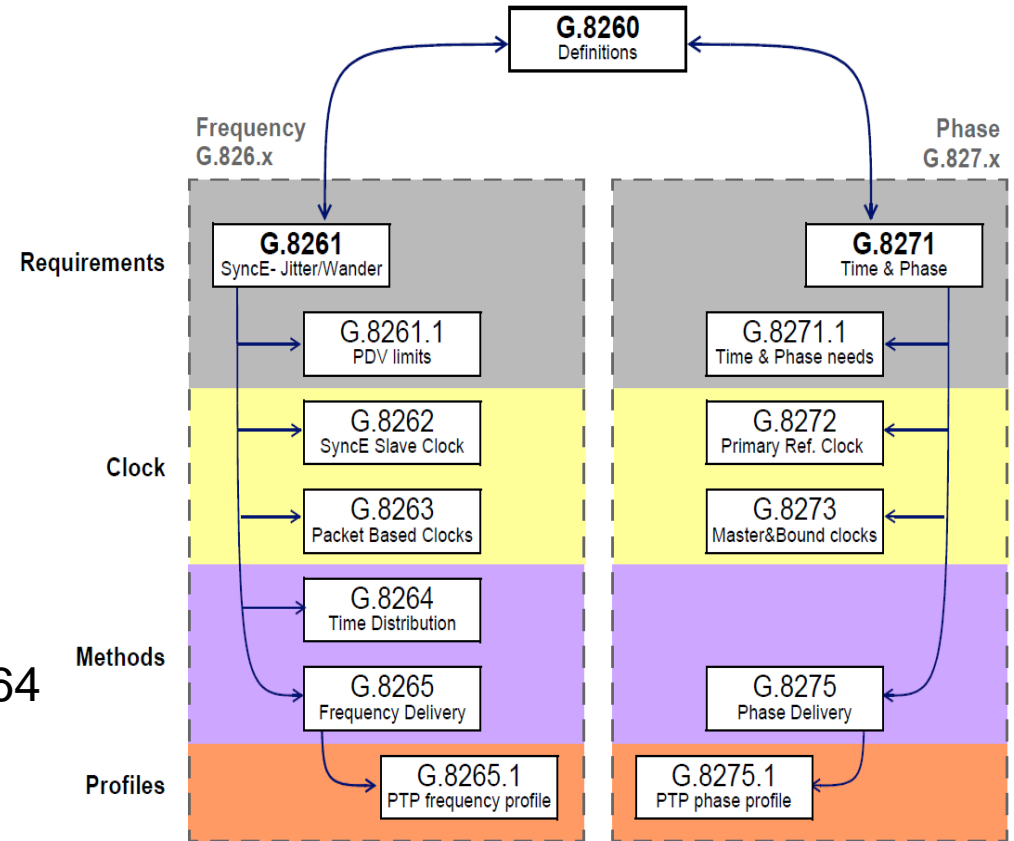 G.8260
Definitions
Frequency
G.826.x
Phase
G.827.x
Requirements
G.8261
SyncE- Jitter/Wander
G.8271
Time & Phase
G.8261.1
PDV limits
G.8271.1
Time & Phase needs
Clock
G.8262
SyncE Slave Clock
G.8272
Primary Ref. Clock
G.8263
Packet Based Clocks
G.8273
Master&Bound clocks
Methods
G.8264
Time Distribution
64
G.8265
Frequency Delivery
G.8275
Phase Delivery
Profiles
G.8265.1
PTP frequency profile
G.8275.1
PTP phase profile